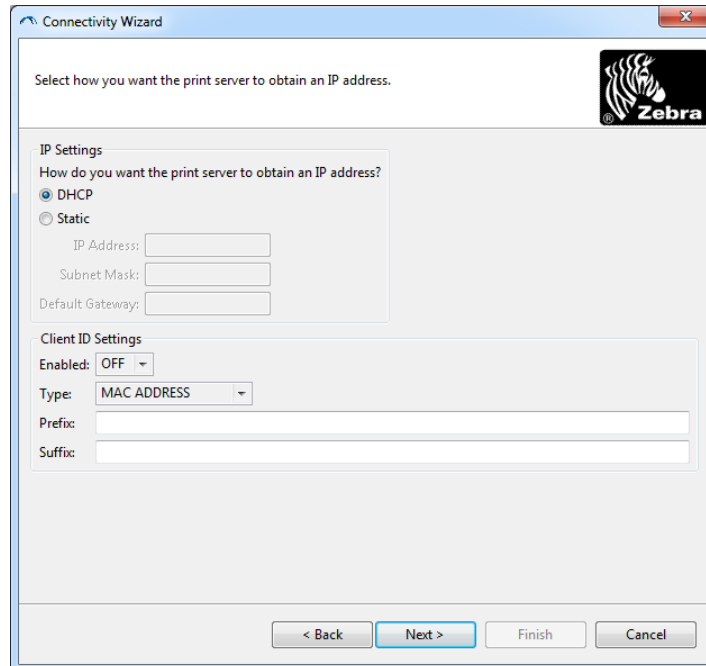 Connectivity Wizard
Select how you want the print server to obtain an IP address.
® Zebra
IP Settings
How do you want the print server to obtain an IP address?
DHCP
Static
IP Address:
Subnet Mask:
Default Gateway:
Client ID Settings
Enabled: OFF
Type: MAC ADDRESS
Prefix:
Suffix:
< Back Next > Finish Cancel